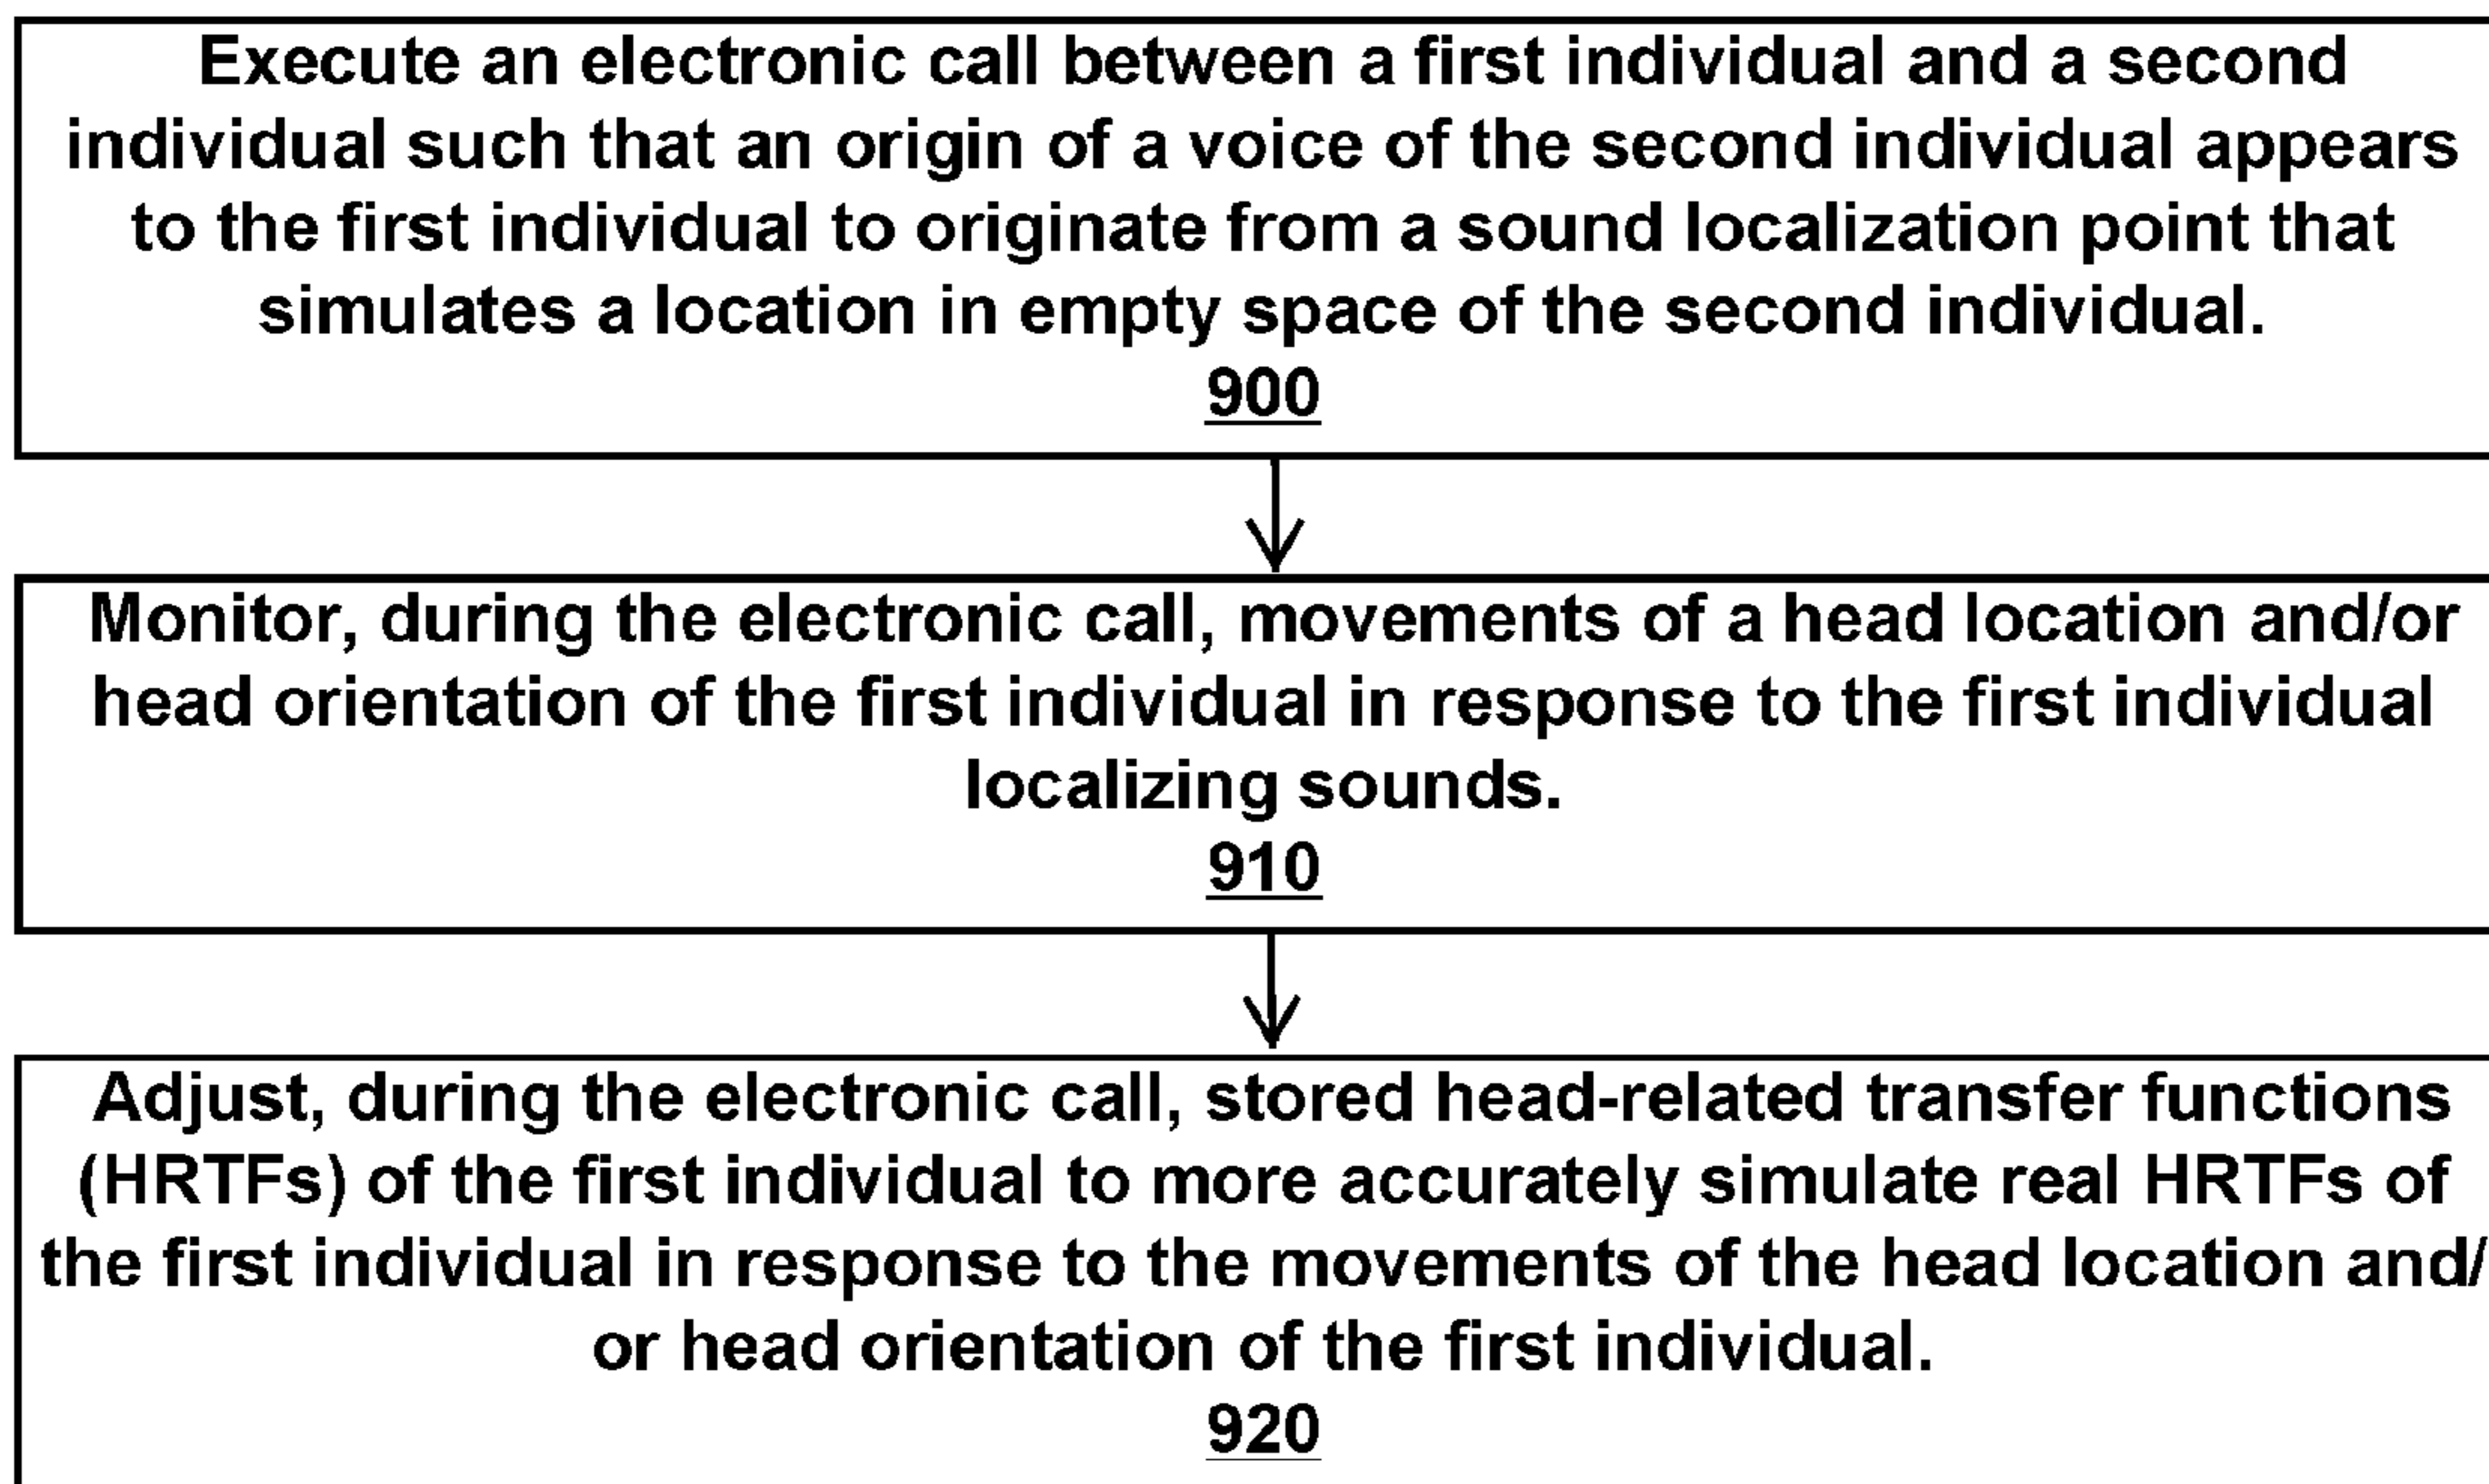 Execute an electronic call between a first individual and a second
individual such that an origin of a voice of the second individual appears
to the first individual to originate from a sound localization point that
simulates a location in empty space of the second individual.
900
Monitor, during the electronic call, movements of a head location and/or
head orientation of the first individual in response to the first individual
localizing sounds.
910
Adjust, during the electronic call, stored head-related transfer functions
(HRTFs) of the first individual to more accurately simulate real HRTFs of
the first individual in response to the movements of the head location and/
or head orientation of the first individual.
920